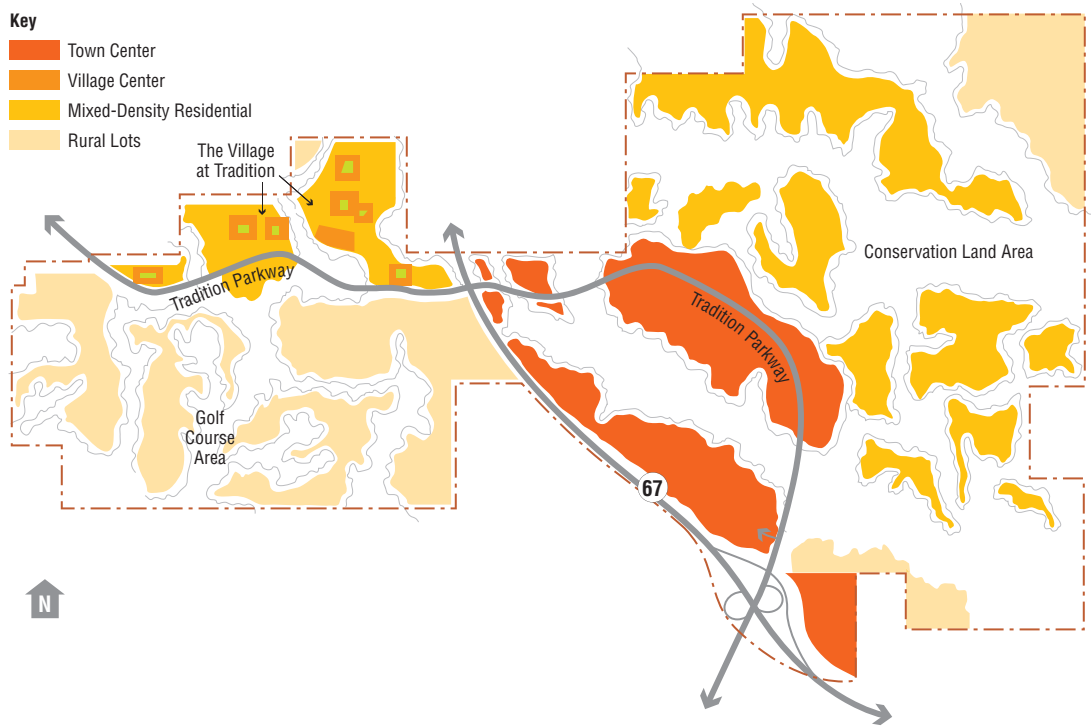 Key
Town Center
Village Center
Mixed-Density Residential
Rural Lots
The Village
at Tradition
Conservation Land Area
Tradition Parkway
Tradition Parkway
Golf
Course
Area
67
N